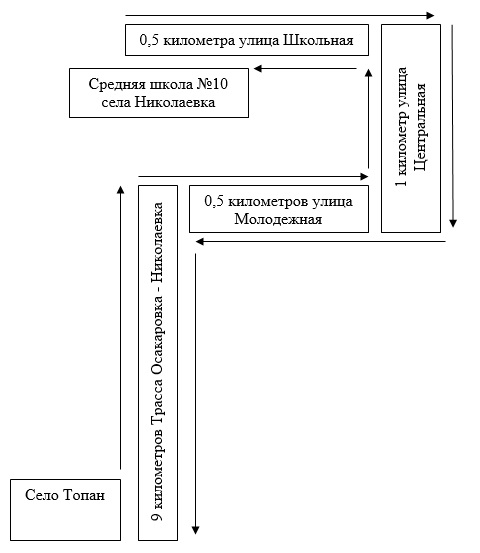 0,5 километра улица Школьная
Средняя школа №10
села Николаевка
1 километр улица
Центральная
0,5 километров улица
Молодежная
9 километров Трасса Осакаровка - Николаевка
Село Топан